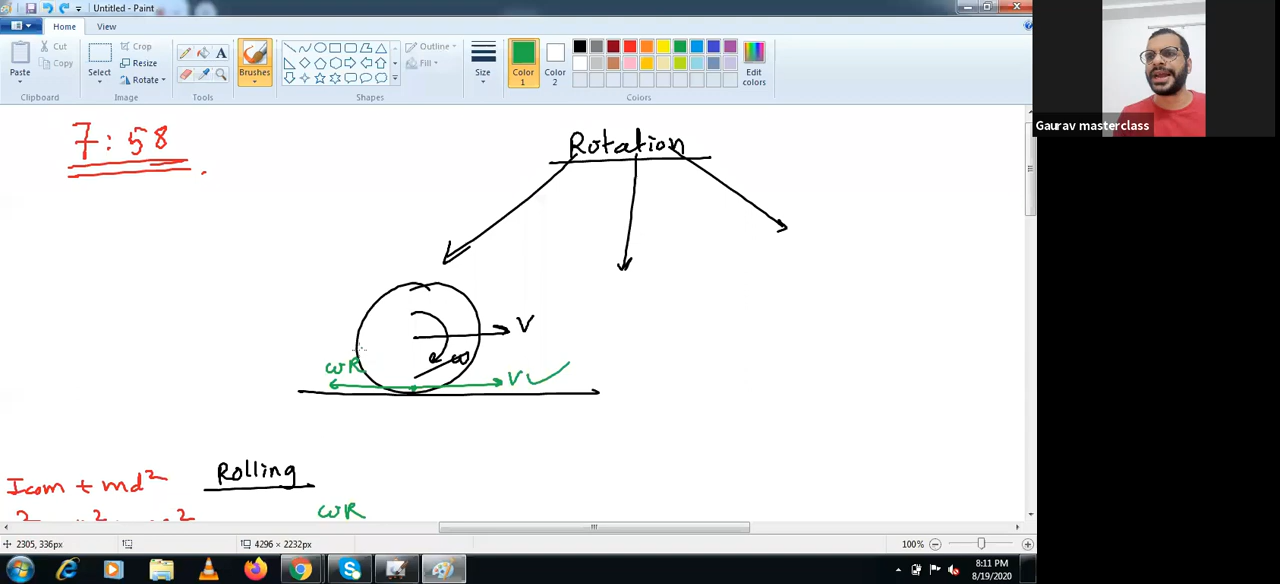 Untitled - Paint
Home
View
Paste
Cut
Copy
Clipboard
Select
Crop
Resize
Rotate
Image
Tools
Brushes
Shapes
Outline
Fill
Size
Color 1
Color 2
Edit colors
Colors
Gaurav masterclass
7:58
Rotation
V
ω
ωR
V
Icom + md²
Rolling
ωR
2305, 336px
4296 × 2232px
100%
8:11 PM
8/19/2020